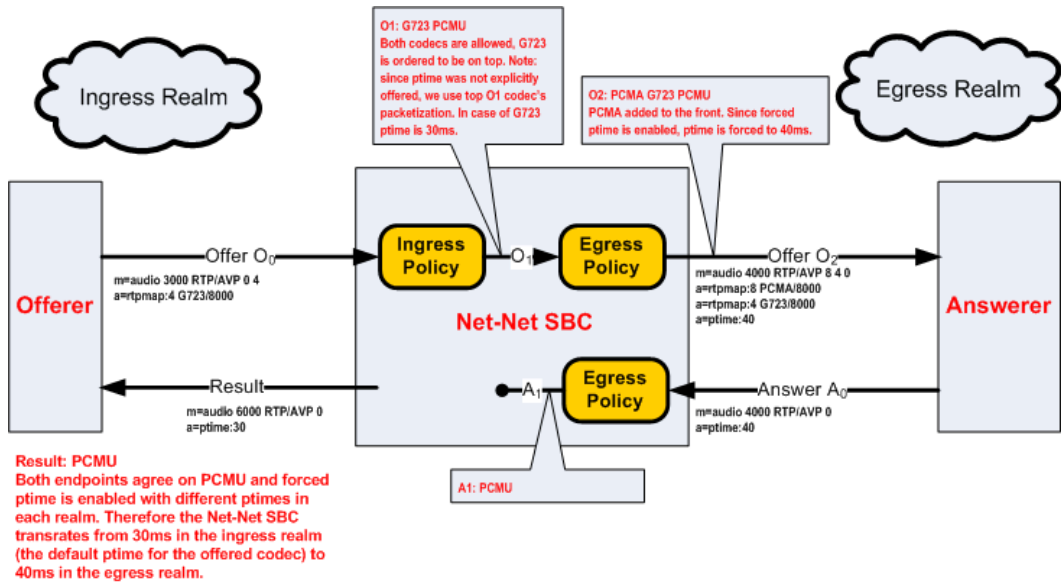 O1: G723 PCMU
Both codecs are allowed, G723
is ordered to be on top. Note:
since ptime was not explicitly
offered, we use top O1 codec's
packetization. In case of G723
ptime is 30ms.
O2: PCMA G723 PCMU
PCMA added to the front. Since forced
ptime is enabled, ptime is forced to 40ms.
Ingress Realm
Egress Realm
Offerer
Offer O0
m=audio 3000 RTP/AVP 0 4
a=rtpmap:4 G723/8000
Ingress
Policy
O1
Egress
Policy
Net-Net SBC
Offer O2
m=audio 4000 RTP/AVP 8 4 0
a=rtpmap:8 PCMA/8000
a=rtpmap:4 G723/8000
a=ptime:40
Answerer
Result
m=audio 6000 RTP/AVP 0
a=ptime:30
A1
Egress
Policy
Answer A0
m=audio 4000 RTP/AVP 0
a=ptime:40
A1: PCMU
Result: PCMU
Both endpoints agree on PCMU and forced
ptime is enabled with different ptimes in
each realm. Therefore the Net-Net SBC
transrates from 30ms in the ingress realm
(the default ptime for the offered codec) to
40ms in the egress realm.